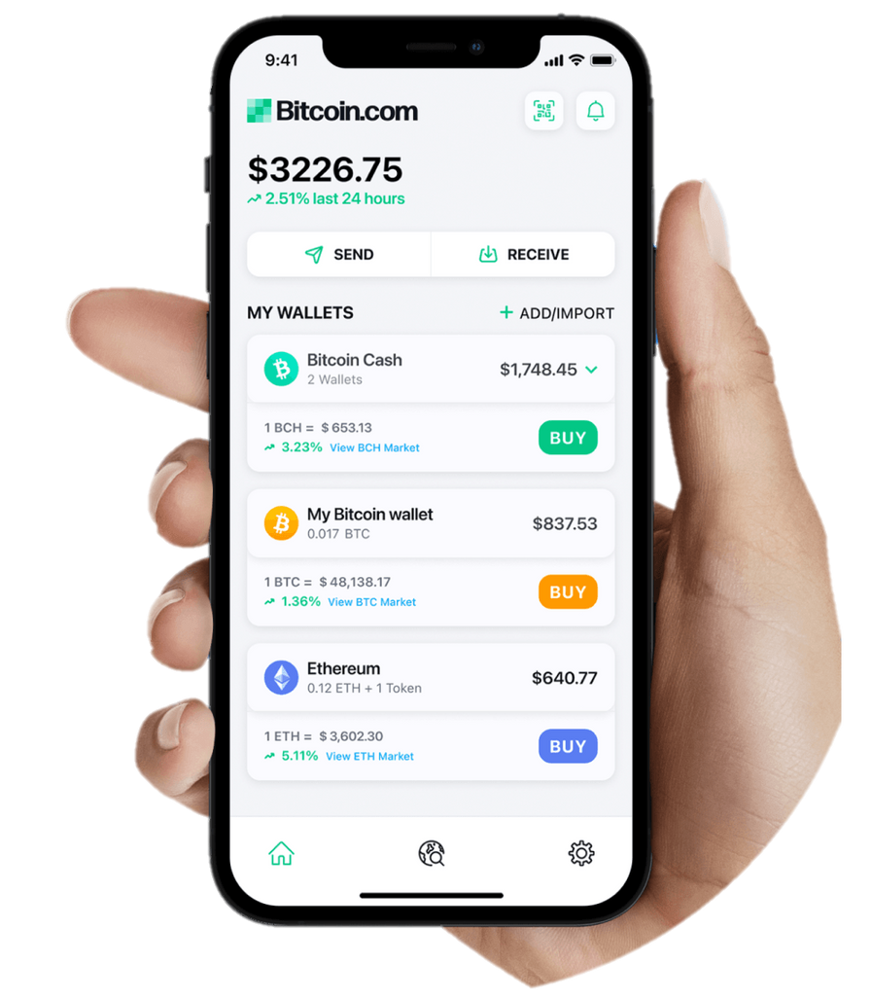 9:41
Bitcoin.com
$3226.75
2.51% last 24 hours
SEND
RECEIVE
MY WALLETS
+ ADD/IMPORT
Bitcoin Cash
2 Wallets
$1,748.45
1 BCH = $ 653.13
3.23% View BCH Market
BUY
My Bitcoin wallet
0.017 BTC
$837.53
1 BTC = $ 48,138.17
1.36% View BTC Market
BUY
Ethereum
0.12 ETH + 1 Token
$640.77
1 ETH = $ 3,602.30
5.11% View ETH Market
BUY